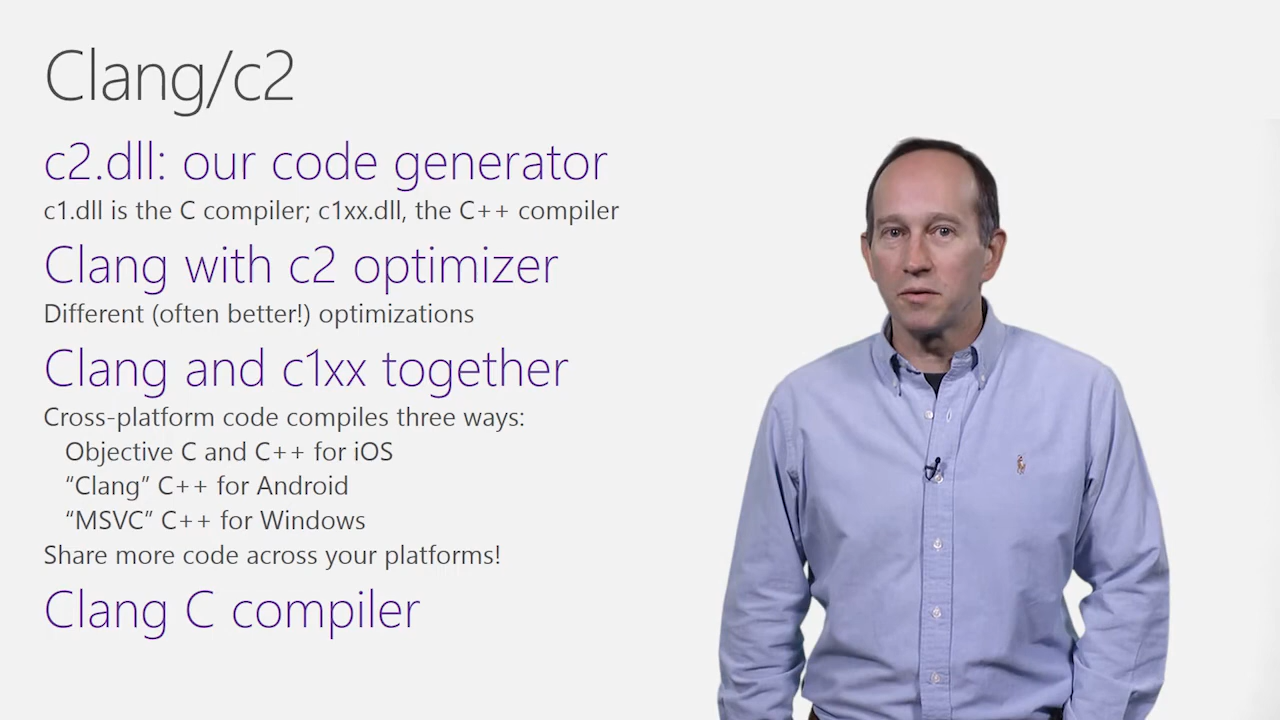 Clang/c2
c2.dll: our code generator
c1.dll is the C compiler; c1xx.dll, the C++ compiler
Clang with c2 optimizer
Different (often better!) optimizations
Clang and c1xx together
Cross-platform code compiles three ways:
Objective C and C++ for iOS
“Clang” C++ for Android
“MSVC” C++ for Windows
Share more code across your platforms!
Clang C compiler